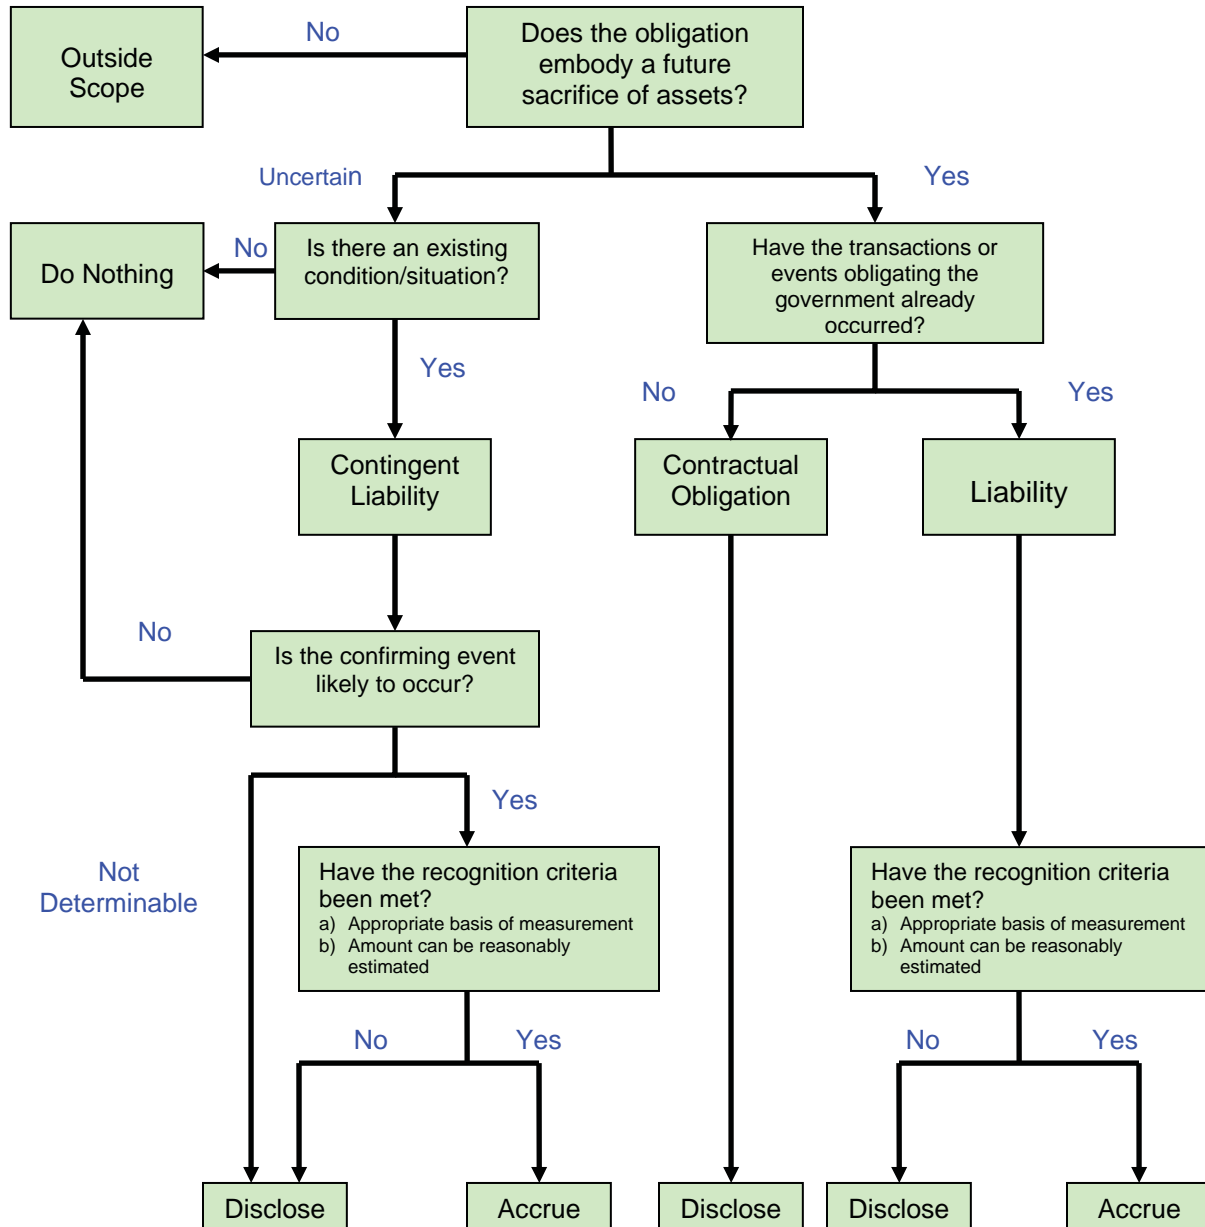 No
Outside
Scope
Does the obligation
embody a future
sacrifice of assets?
Uncertain
Yes
Do Nothing
No
Is there an existing
condition/situation?
Have the transactions or
events obligating the
government already
occurred?
Yes
No
Yes
Contingent
Liability
Contractual
Obligation
Liability
No
Is the confirming event
likely to occur?
Yes
Not
Determinable
Have the recognition criteria
been met?
a) Appropriate basis of measurement
b) Amount can be reasonably
estimated
Have the recognition criteria
been met?
a) Appropriate basis of measurement
b) Amount can be reasonably
estimated
No
Yes
No
Yes
Disclose
Accrue
Disclose
Disclose
Accrue